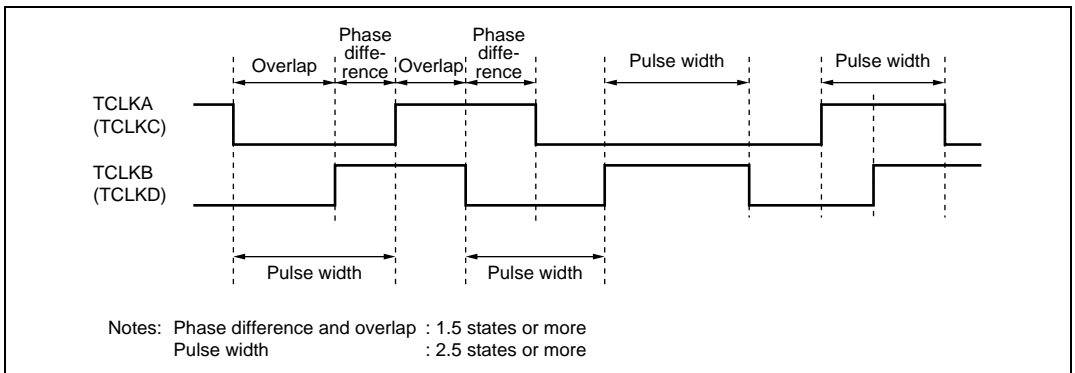 Phase
diffe-
rence
Phase
diffe-
rence
Overlap
Overlap
Pulse width
Pulse width
TCLKA
(TCLKC)
TCLKB
(TCLKD)
Pulse width
Pulse width
Notes: Phase difference and overlap : 1.5 states or more
Pulse width : 2.5 states or more